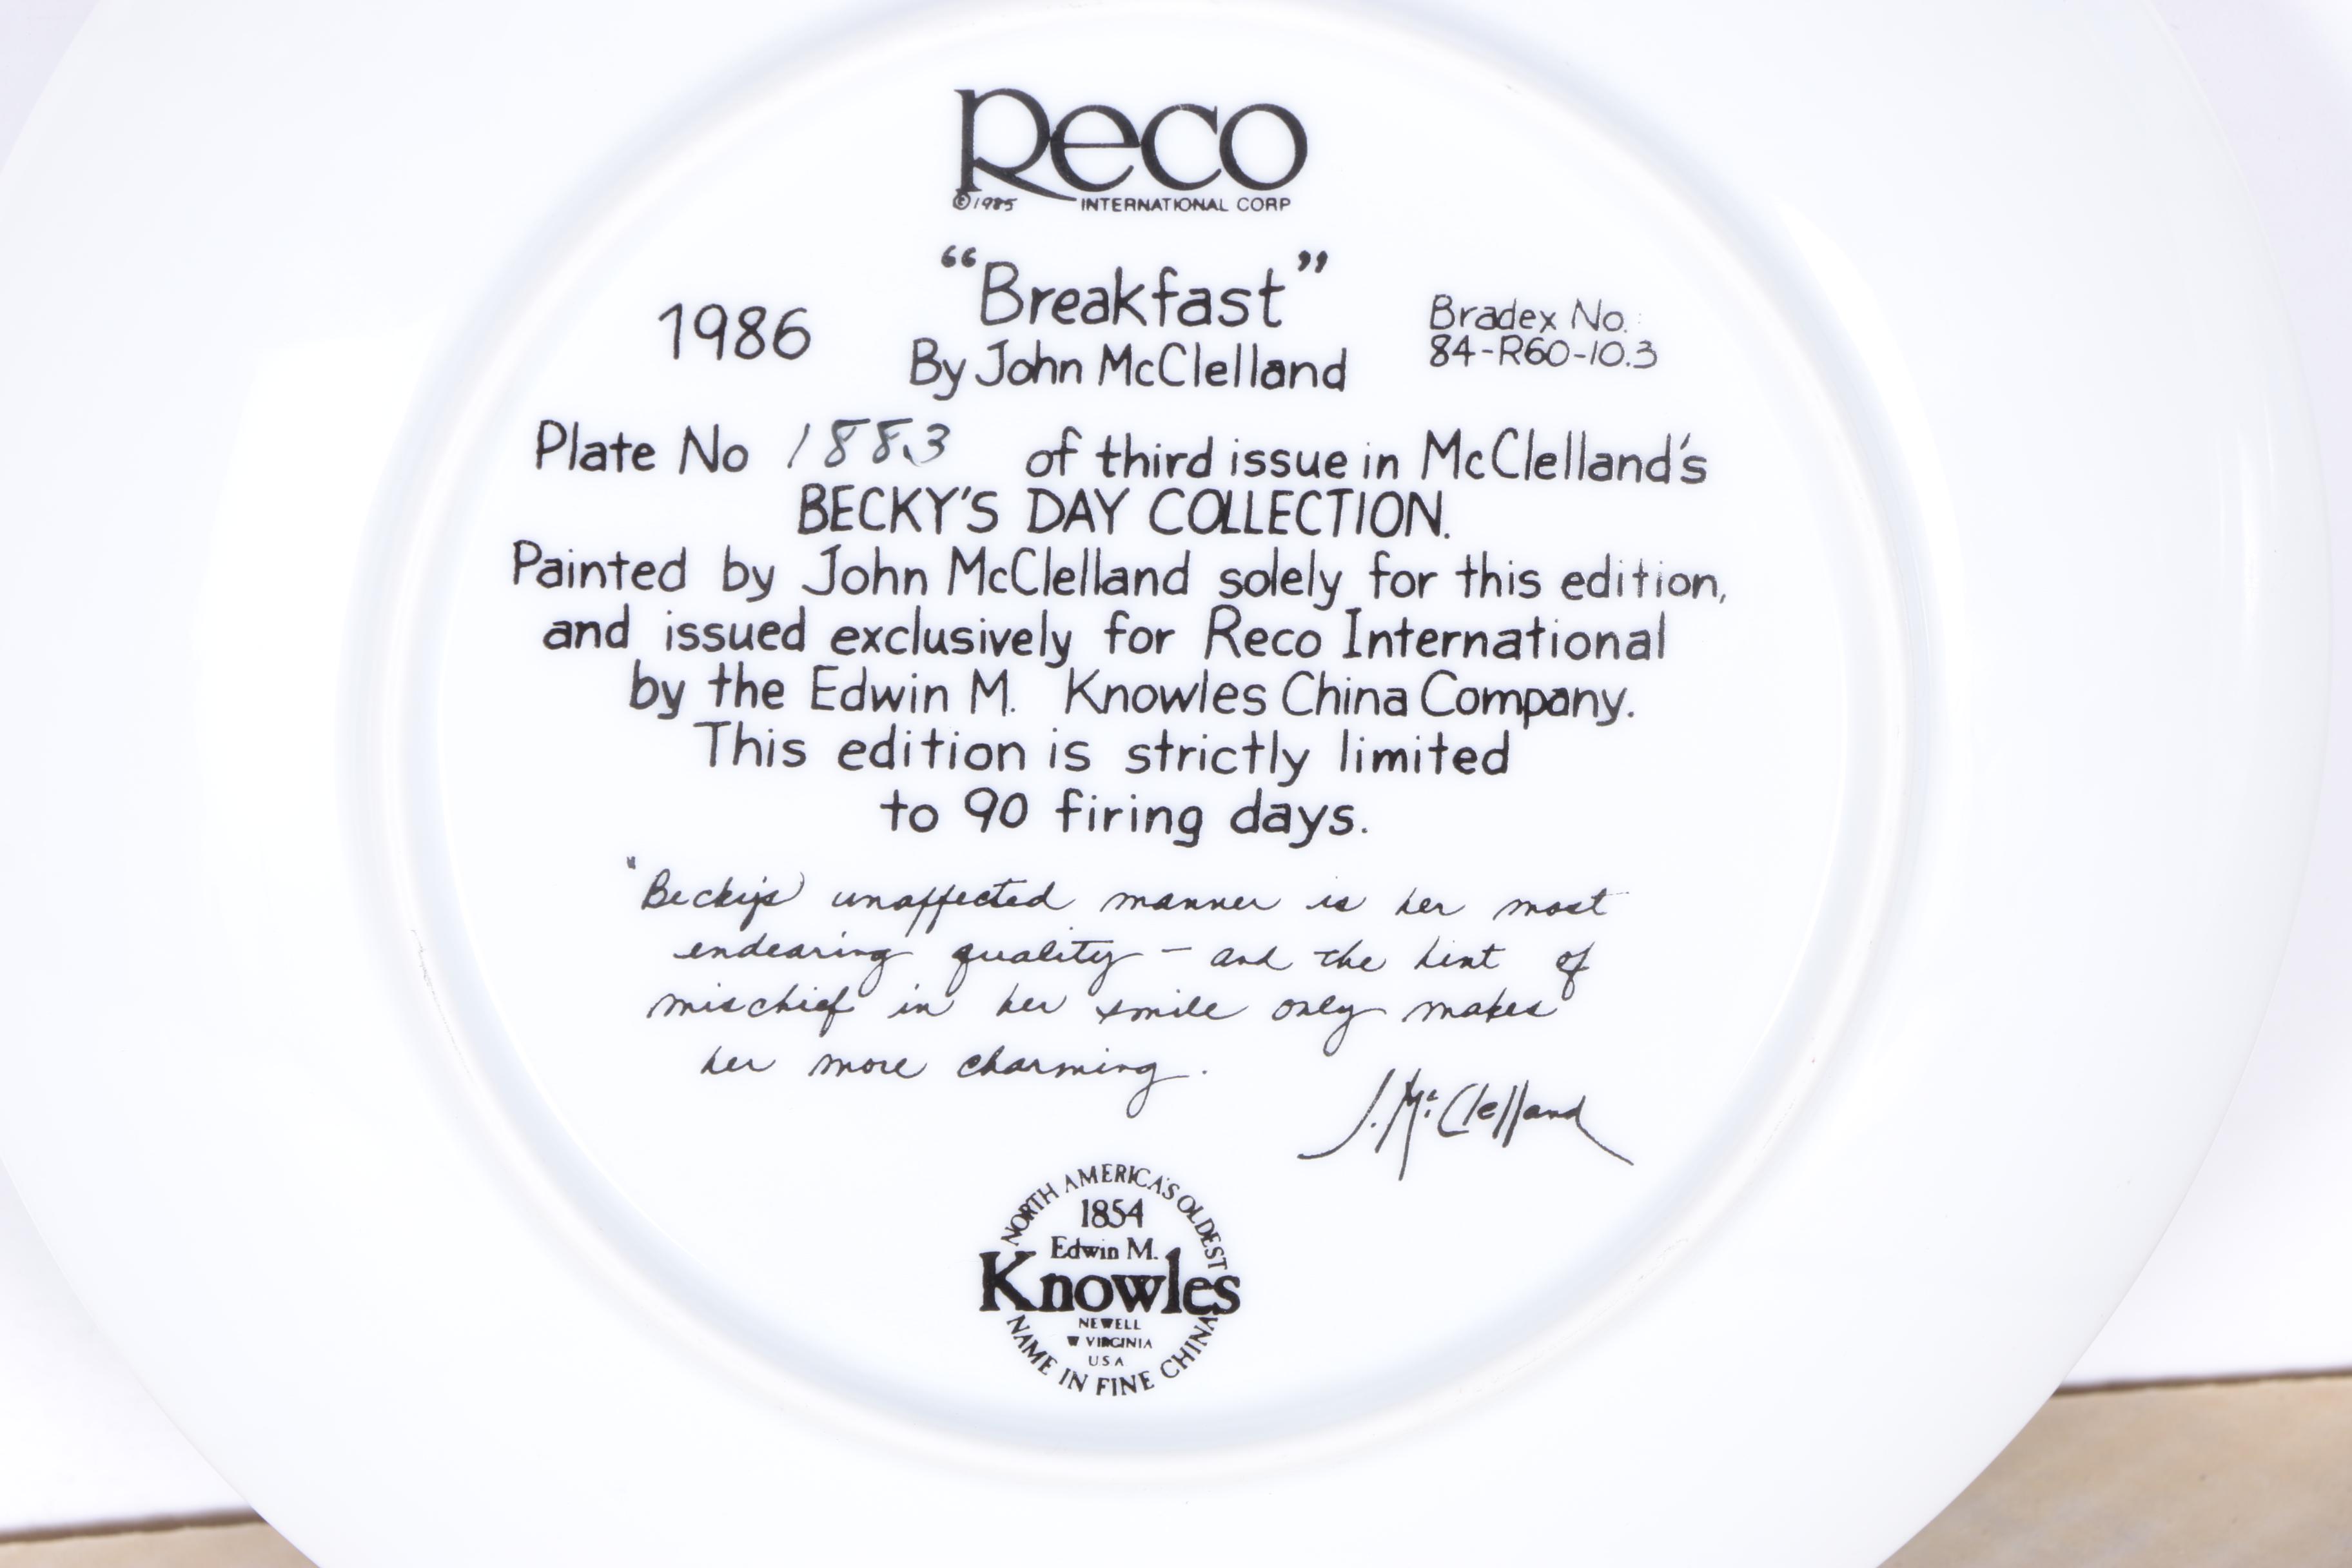 Reco
©1985 INTERNATIONAL CORP
"Breakfast"
1986
By John McClelland
Bradex No.
84-R60-10.3
Plate No 1883 of third issue in McClelland's
BECKY'S DAY COLLECTION.
Painted by John McClelland solely for this edition,
and issued exclusively for Reco International
by the Edwin M. Knowles China Company.
This edition is strictly limited
to 90 firing days.
"Becky's unaffected manner is her most
endearing quality – and the hint of
mischief in her smile only makes
her more charming.
J. McClelland
NORTH AMERICA'S OLDEST
1854
Edwin M.
Knowles
NEWELL
W VIRGINIA
USA
NAME IN FINE CHINA